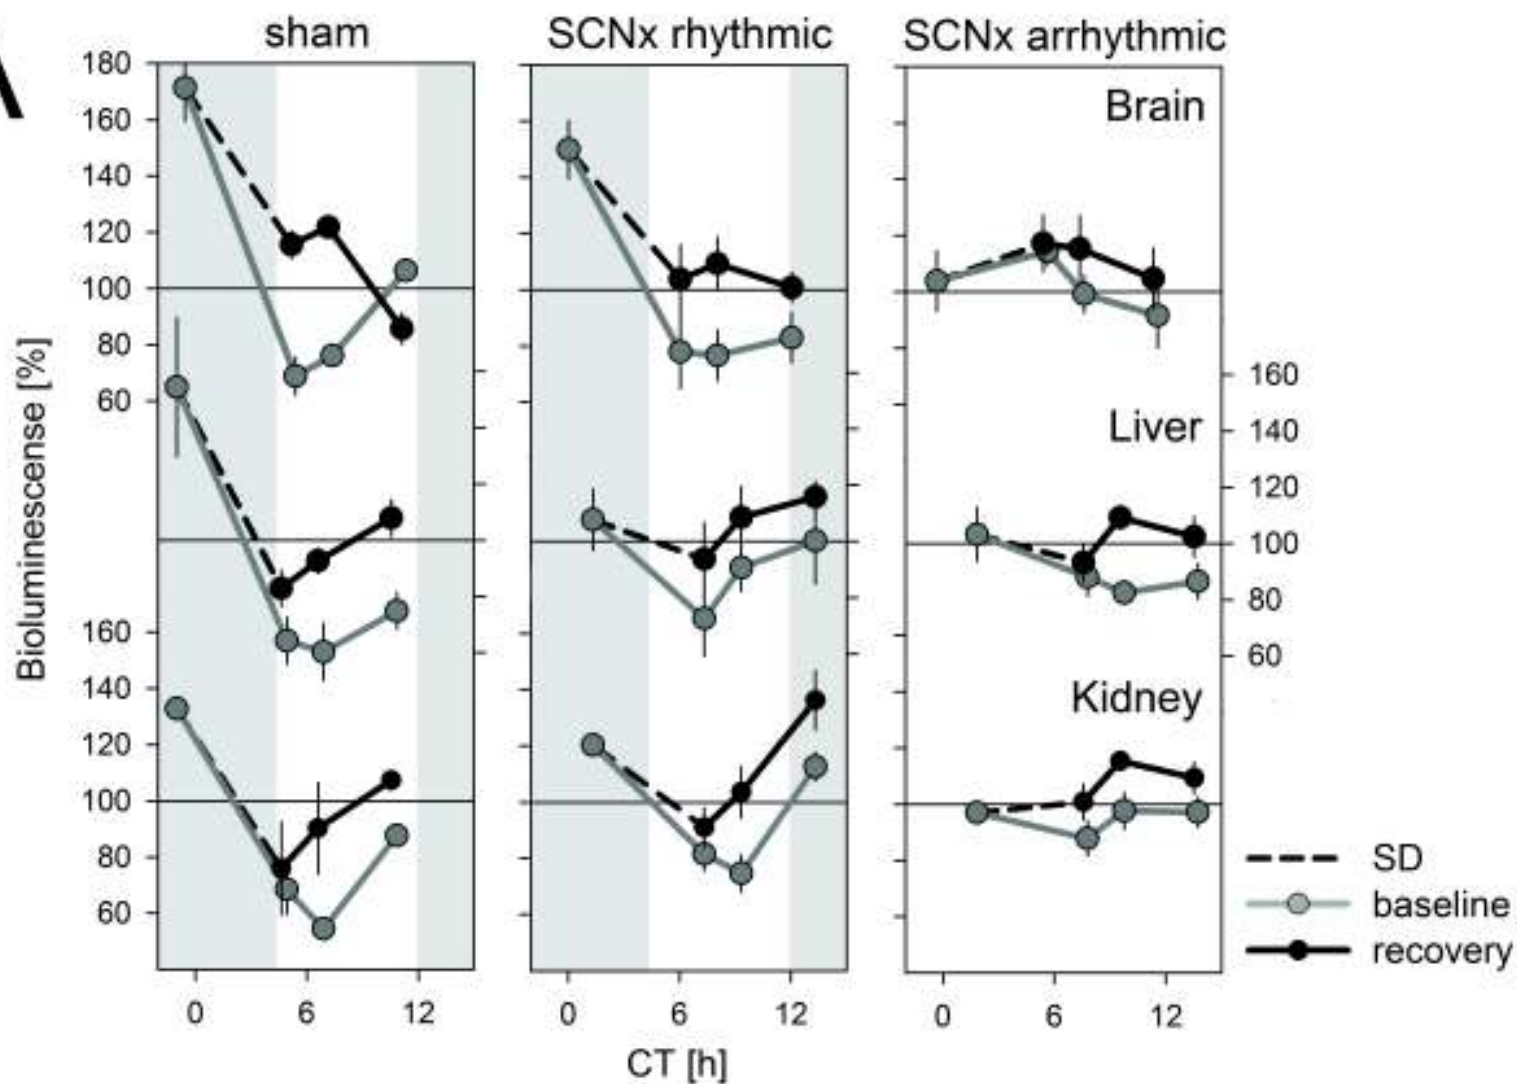 A
sham
SCNx rhythmic
SCNx arrhythmic
180
160
140
120
100
80
60
Brain
160
140
120
100
80
60
Liver
160
140
120
100
80
60
Kidney
Bioluminescense [%]
0 6 12
0 6 12
0 6 12
CT [h]
SD
baseline
recovery